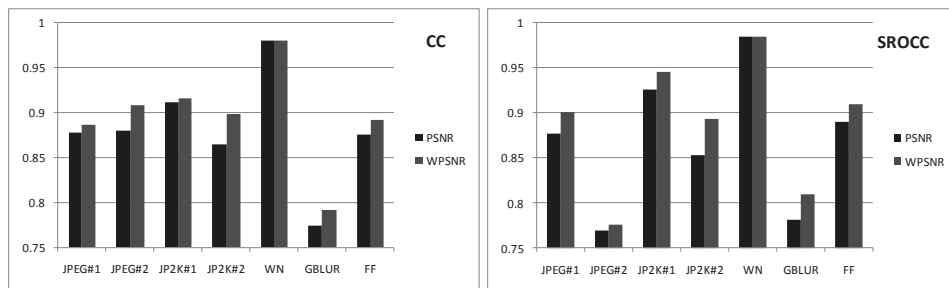 CC
1
0.95
0.9
0.85
0.8
0.75
JPEG#1 JPEG#2 JP2K#1 JP2K#2 WN GBLUR FF
PSNR
WPSNR
SROCC
1
0.95
0.9
0.85
0.8
0.75
JPEG#1 JPEG#2 JP2K#1 JP2K#2 WN GBLUR FF
PSNR
WPSNR